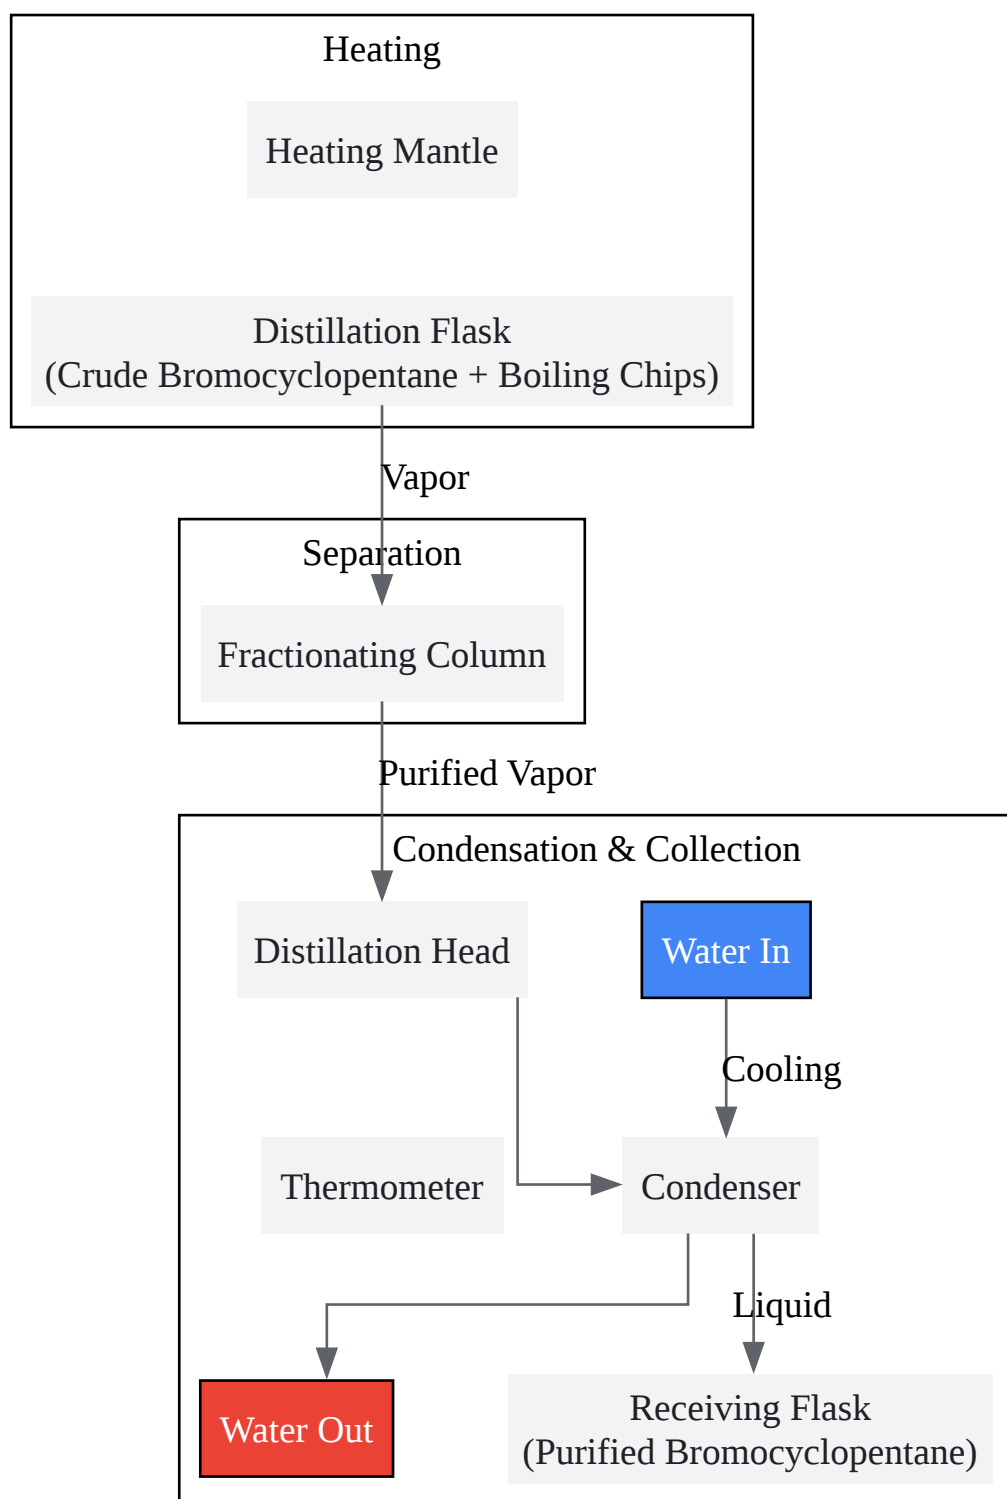 Heating
Heating Mantle
Distillation Flask
(Crude Bromocyclopentane + Boiling Chips)
Vapor
Separation
Fractionating Column
Purified Vapor
Condensation & Collection
Distillation Head
Water In
Cooling
Thermometer
Condenser
Liquid
Water Out
Receiving Flask
(Purified Bromocyclopentane)